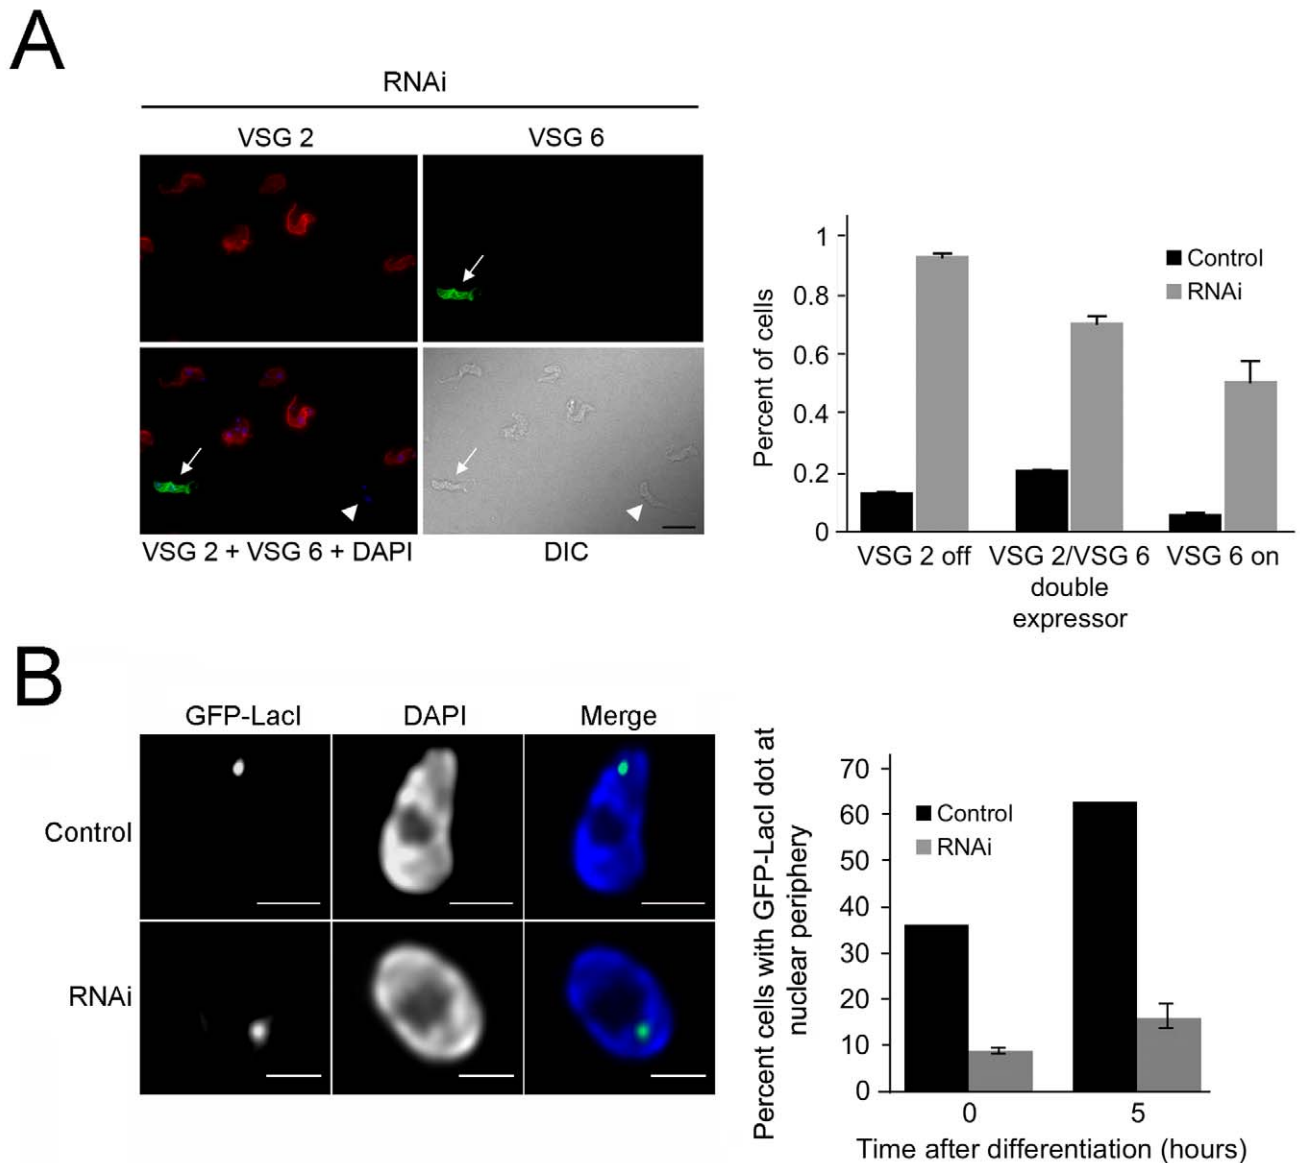 A
RNAi
VSG 2
VSG 6
VSG 2 + VSG 6 + DAPI
DIC
Percent of cells
1
0.8
0.6
0.4
0.2
0
Control
RNAi
VSG 2 off
VSG 2/VSG 6
double
expressor
VSG 6 on
B
GFP-LacI
DAPI
Merge
Control
RNAi
Percent cells with GFP-LacI dot at
nuclear periphery
70
60
50
40
30
20
10
0
Control
RNAi
0
5
Time after differentiation (hours)